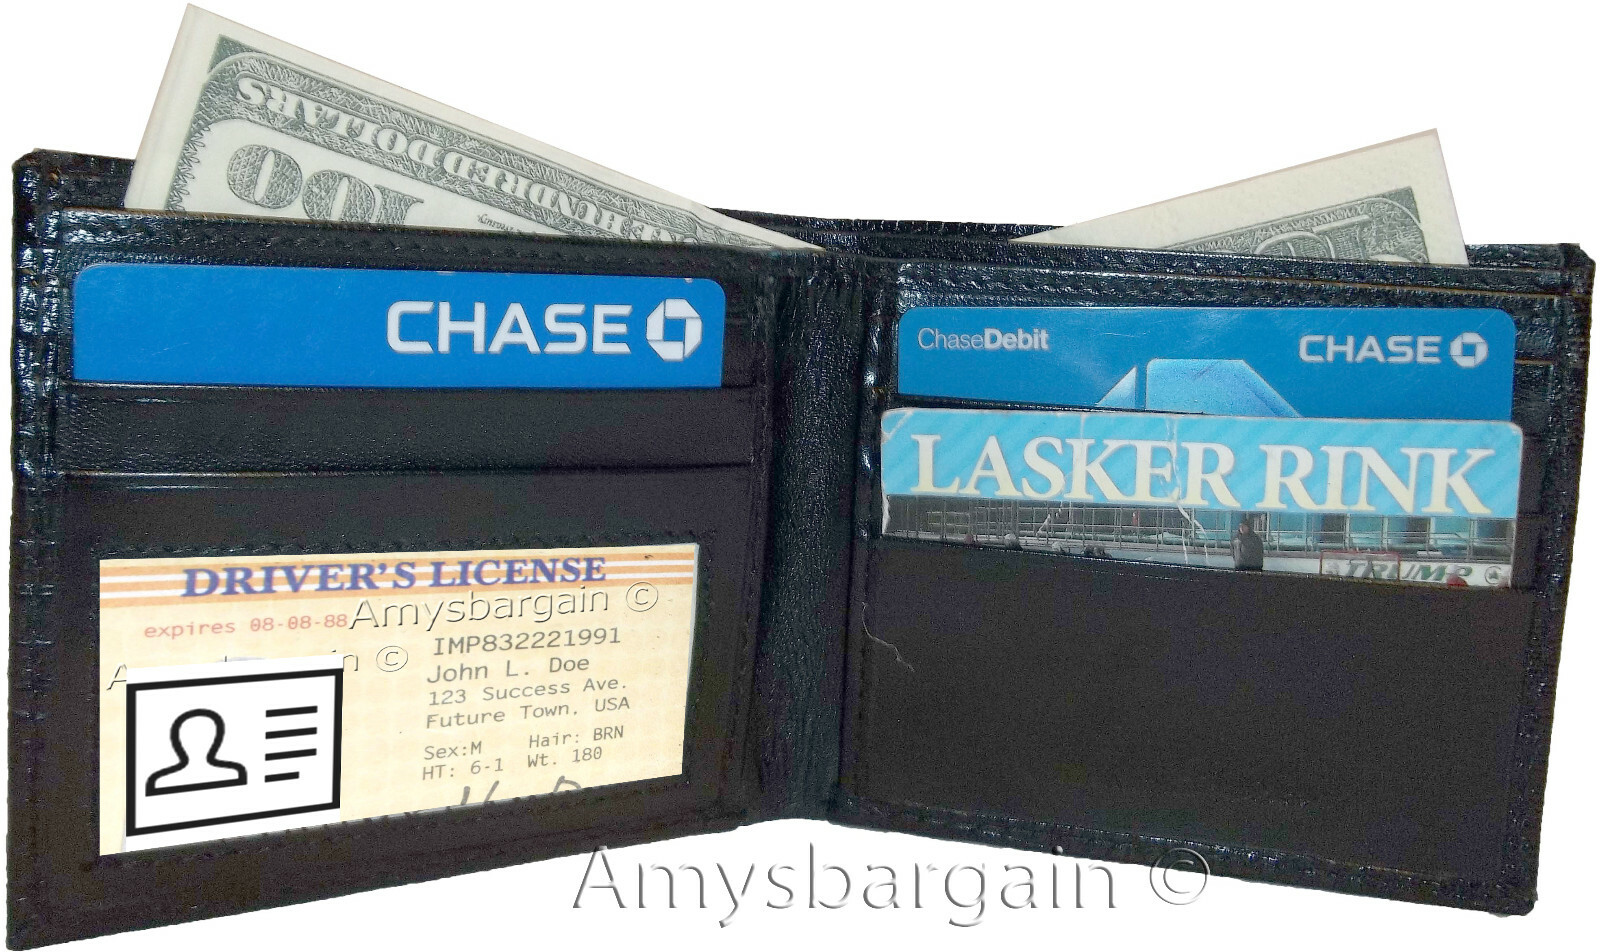 HUNDRED DOLLARS
100
CHASE
ChaseDebit
CHASE
LASKER RINK
TRUMP
DRIVER'S LICENSE
expires 08-08-88
Amysbargain ©
IMP832221991
John L. Doe
123 Success Ave.
Future Town. USA
Sex:M Hair: BRN
HT: 6-1 Wt. 180
Amysbargain ©